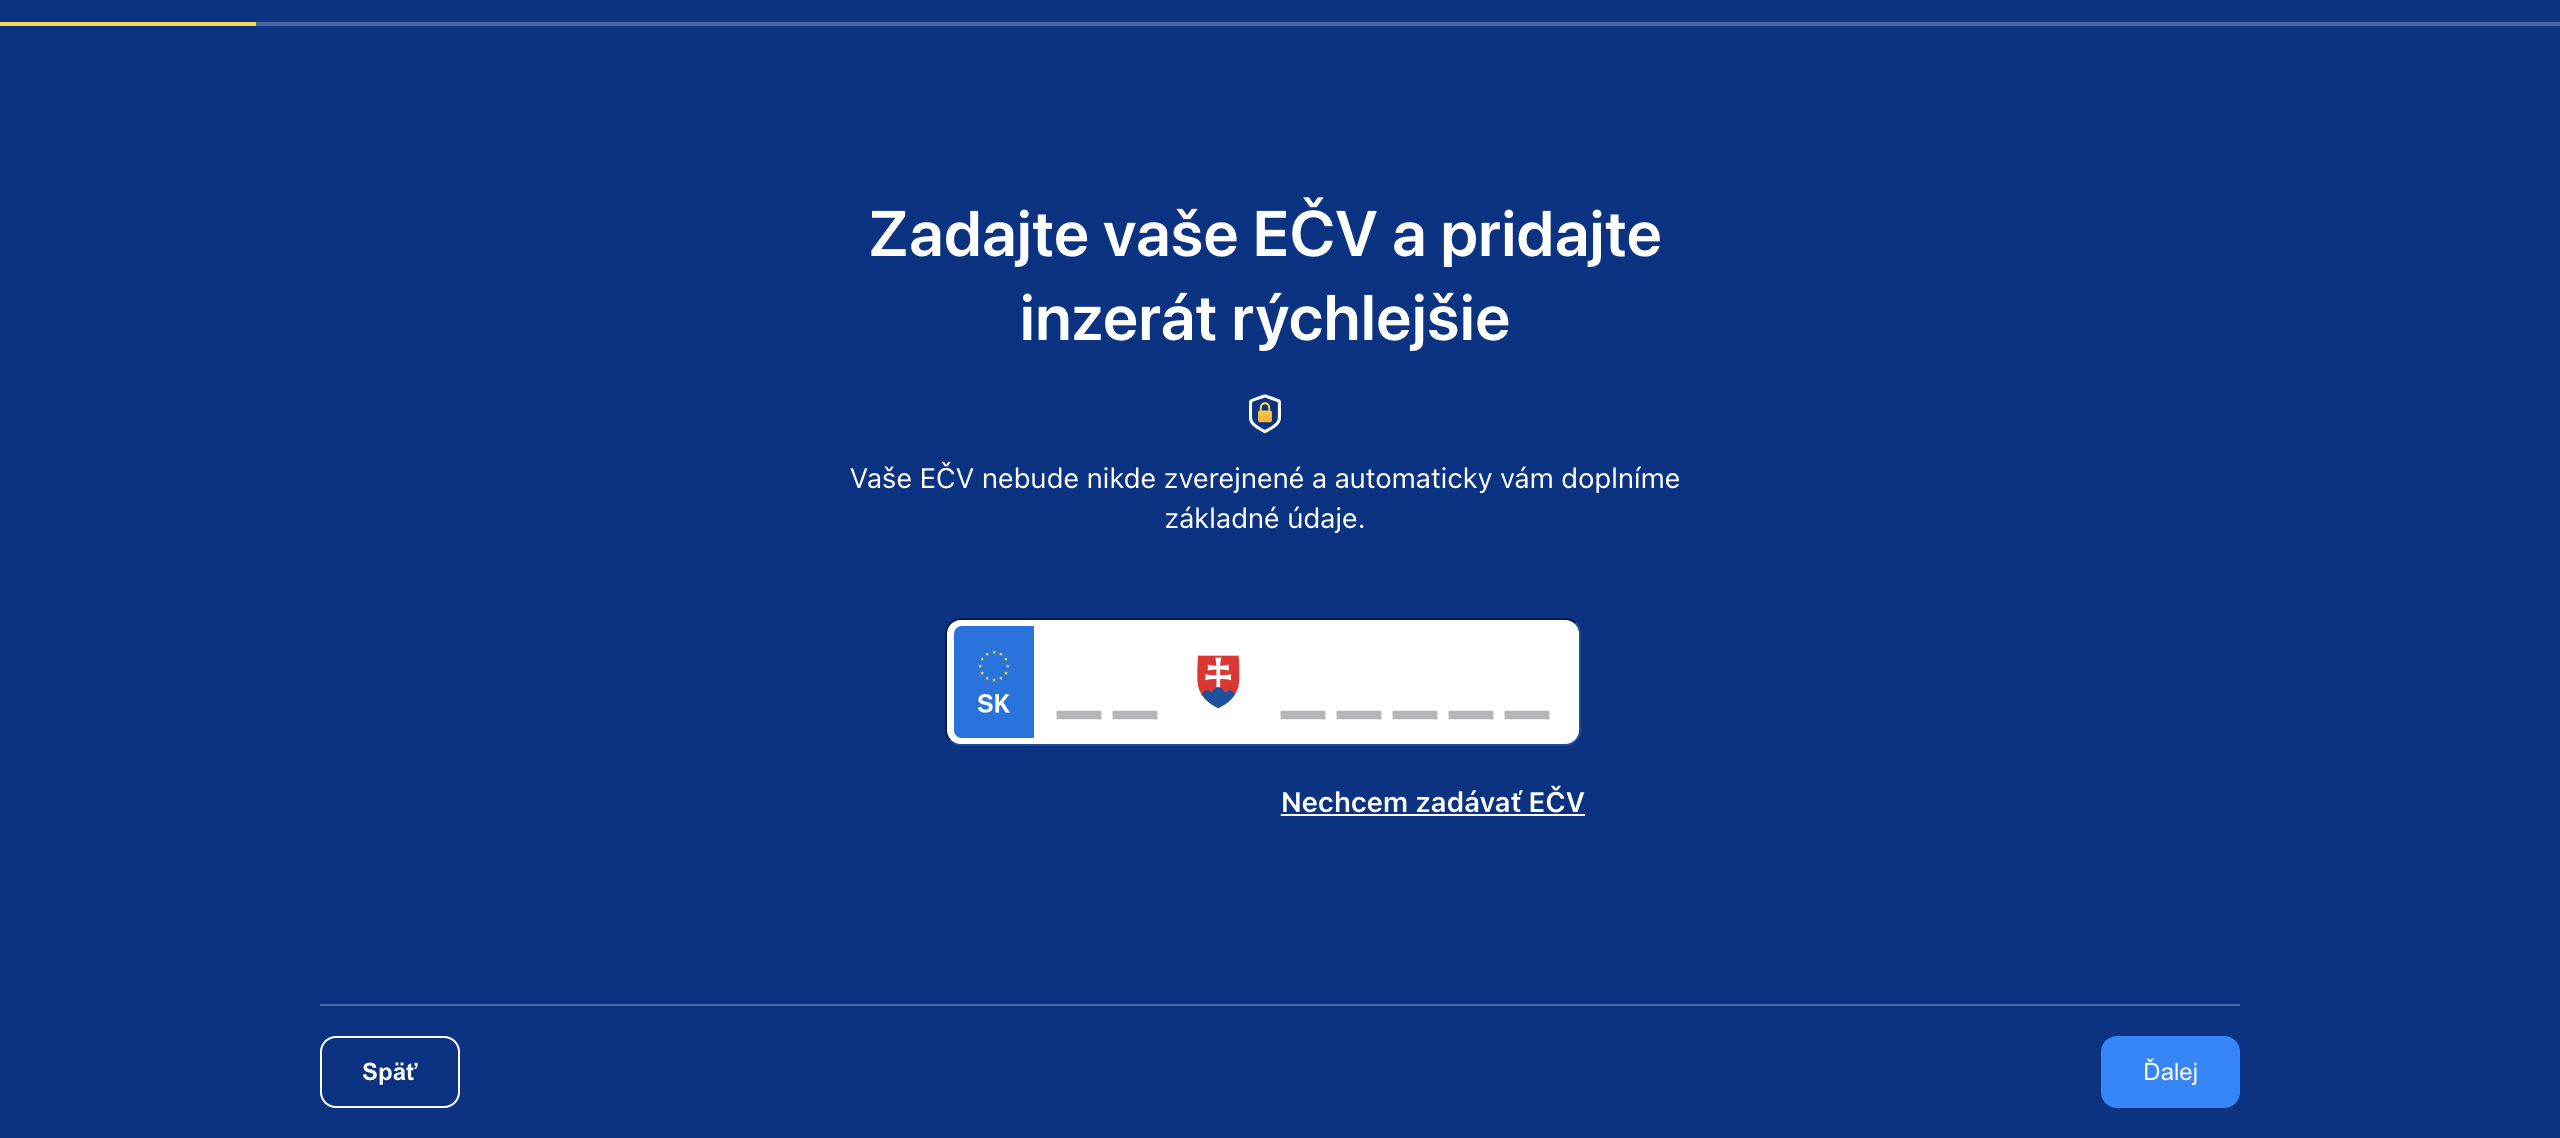 Zadajte vaše EČV a pridajte
inzerát rýchlejšie
Vaše EČV nebude nikde zverejnené a automaticky vám doplníme
základné údaje.
SK
Nechcem zadávať EČV
Späť
Ďalej